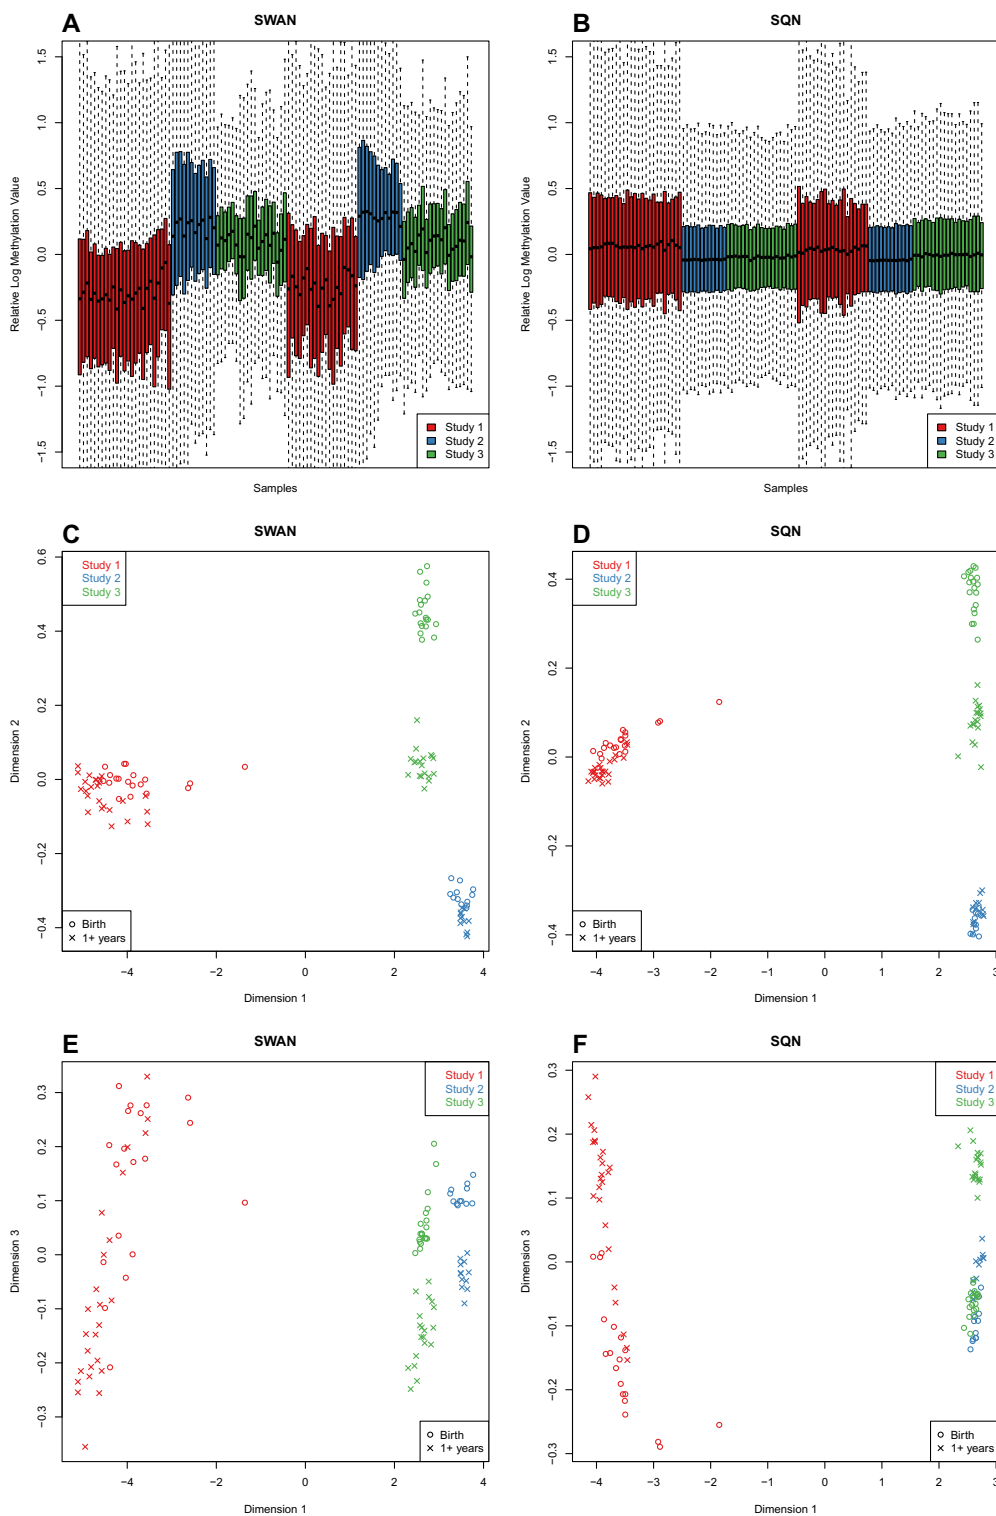 A
SWAN
Relative Log Methylation Value
1.5
1.0
0.5
0.0
−0.5
−1.0
−1.5
Study 1
Study 2
Study 3
Samples
B
SQN
Relative Log Methylation Value
1.5
1.0
0.5
0.0
−0.5
−1.0
−1.5
Study 1
Study 2
Study 3
Samples
C
SWAN
Study 1
Study 2
Study 3
Dimension 2
0.6
0.4
0.2
0.0
−0.2
−0.4
Birth
1+ years
−4 −2 0 2 4
Dimension 1
D
SQN
Study 1
Study 2
Study 3
Dimension 2
0.4
0.2
0.0
−0.2
−0.4
Birth
1+ years
−4 −3 −2 −1 0 1 2 3
Dimension 1
E
SWAN
Study 1
Study 2
Study 3
Dimension 3
0.3
0.2
0.1
0.0
−0.1
−0.2
−0.3
Birth
1+ years
−4 −2 0 2 4
Dimension 1
F
SQN
Study 1
Study 2
Study 3
Dimension 3
0.3
0.2
0.1
0.0
−0.1
−0.2
−0.3
Birth
1+ years
−4 −3 −2 −1 0 1 2 3
Dimension 1